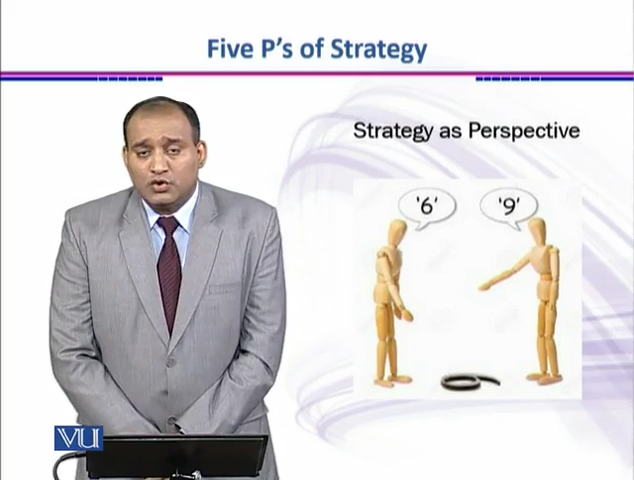 Five P's of Strategy
Strategy as Perspective
'6'
'9'
VU